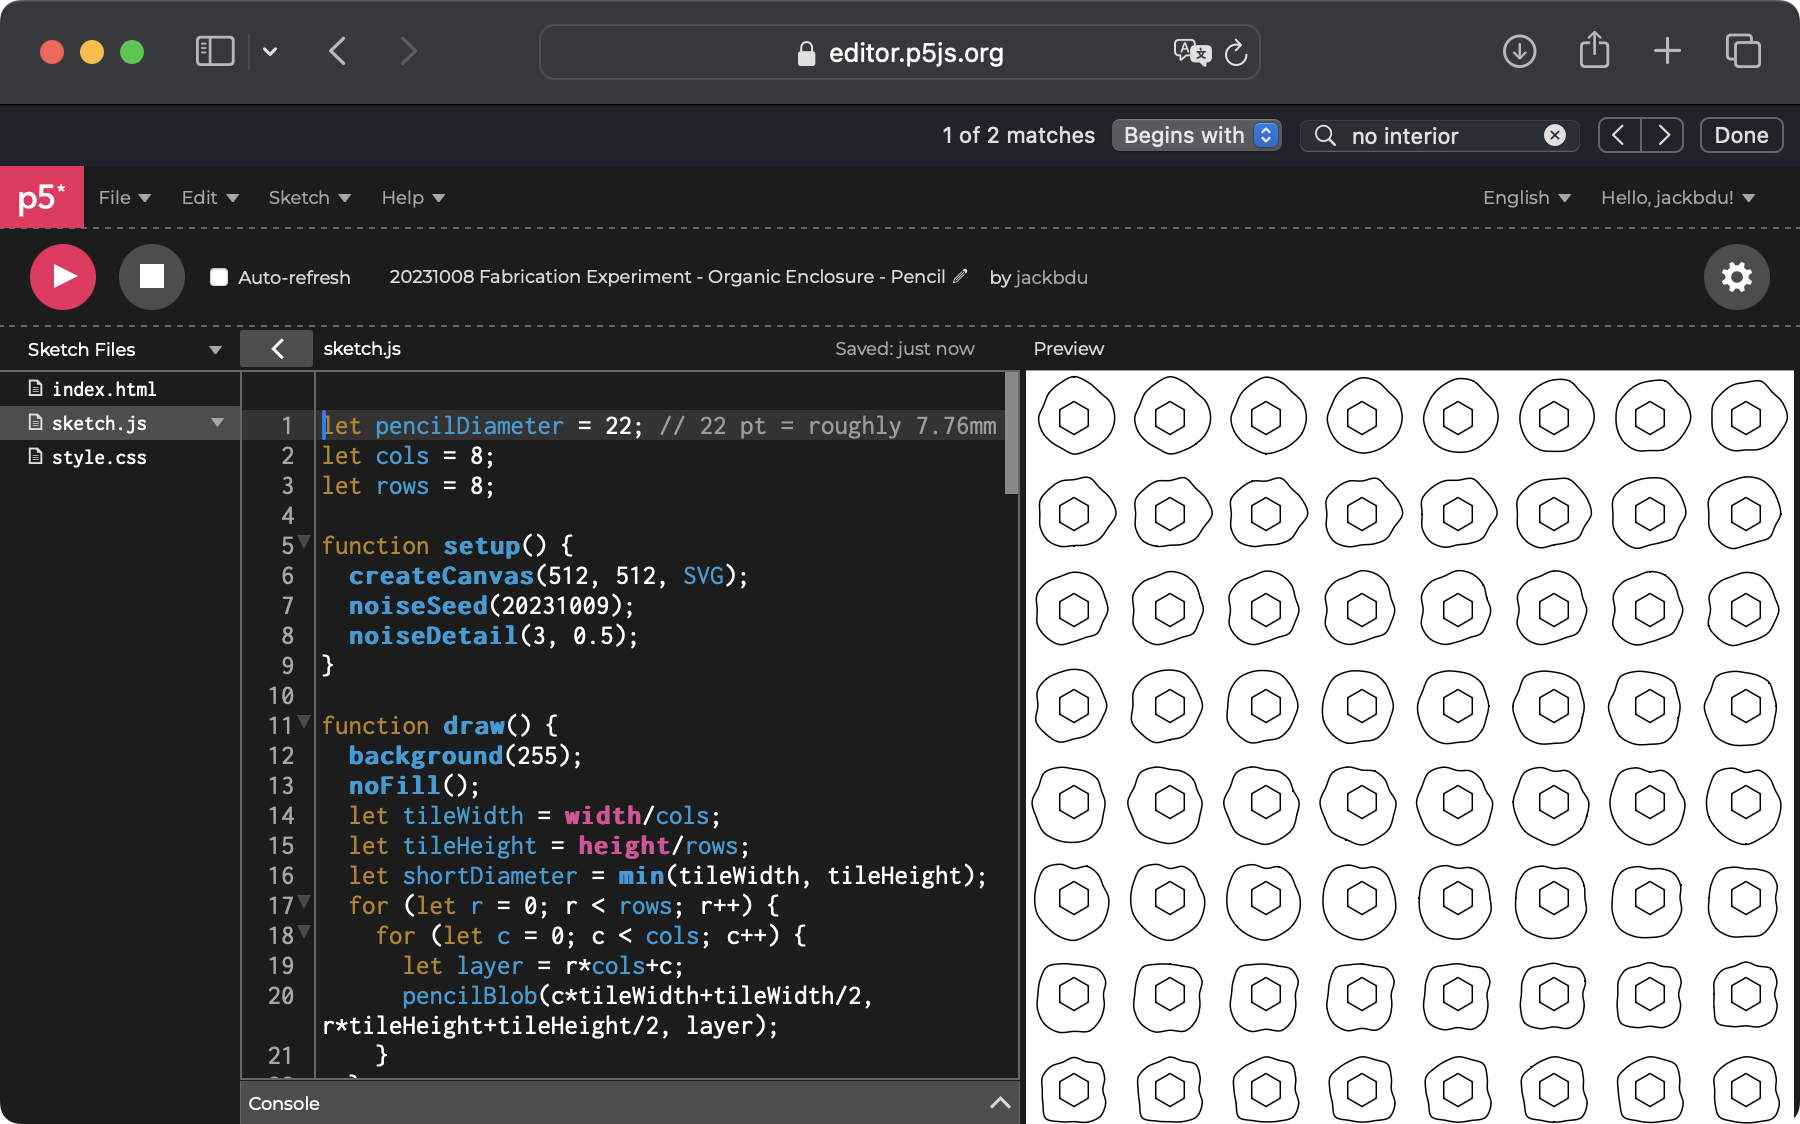 editor.p5js.org
1 of 2 matches
Begins with
no interior
Done
p5*
File
Edit
Sketch
Help
English
Hello, jackbdu!
Auto-refresh
20231008 Fabrication Experiment - Organic Enclosure - Pencil
by jackbdu
Sketch Files
sketch.js
Saved: just now
Preview
index.html
sketch.js
style.css
1 let pencilDiameter = 22; // 22 pt = roughly 7.76mm
2 let cols = 8;
3 let rows = 8;
4
5 function setup() {
6 createCanvas(512, 512, SVG);
7 noiseSeed(20231009);
8 noiseDetail(3, 0.5);
9 }
10
11 function draw() {
12 background(255);
13 noFill();
14 let tileWidth = width/cols;
15 let tileHeight = height/rows;
16 let shortDiameter = min(tileWidth, tileHeight);
17 for (let r = 0; r < rows; r++) {
18 for (let c = 0; c < cols; c++) {
19 let layer = r*cols+c;
20 pencilBlob(c*tileWidth+tileWidth/2,
r*tileHeight+tileHeight/2, layer);
21 }
Console